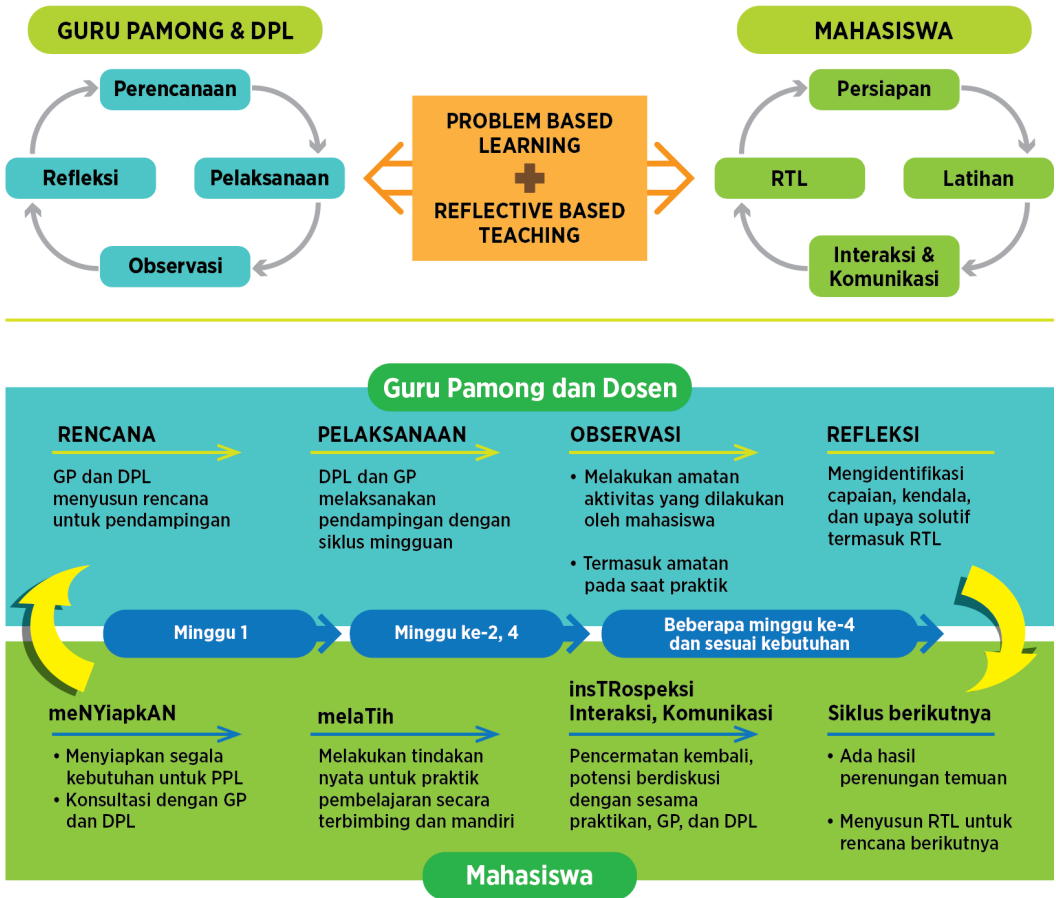 GURU PAMONG & DPL
Perencanaan
Refleksi
Pelaksanaan
Observasi
PROBLEM BASED
LEARNING
+
REFLECTIVE BASED
TEACHING
MAHASISWA
Persiapan
RTL
Latihan
Interaksi &
Komunikasi
Guru Pamong dan Dosen
RENCANA
GP dan DPL
menyusun rencana
untuk pendampingan
PELAKSANAAN
DPL dan GP
melaksanakan
pendampingan dengan
siklus mingguan
OBSERVASI
• Melakukan amatan
aktivitas yang dilakukan
oleh mahasiswa
• Termasuk amatan
pada saat praktik
REFLEKSI
Mengidentifikasi
capaian, kendala,
dan upaya solutif
termasuk RTL
Minggu 1
Minggu ke-2, 4
Beberapa minggu ke-4
dan sesuai kebutuhan
meNYiapkAN
• Menyiapkan segala
kebutuhan untuk PPL
• Konsultasi dengan GP
dan DPL
melaTih
Melakukan tindakan
nyata untuk praktik
pembelajaran secara
terbimbing dan mandiri
insTRospeksi
Interaksi, Komunikasi
Pencermatan kembali,
potensi berdiskusi
dengan sesama
praktikan, GP, dan DPL
Siklus berikutnya
• Ada hasil
perenungan temuan
• Menyusun RTL untuk
rencana berikutnya
Mahasiswa